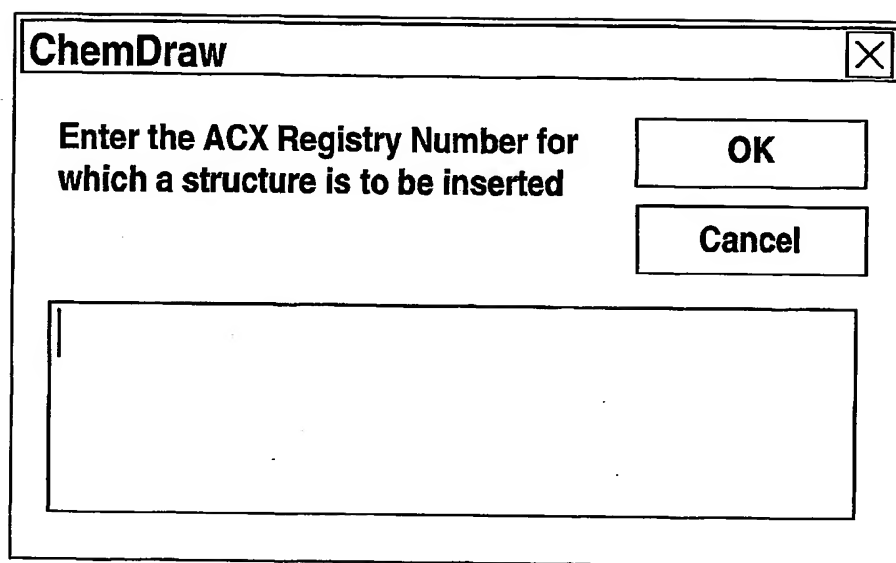 ChemDraw
Enter the ACX Registry Number for
which a structure is to be inserted
OK
Cancel